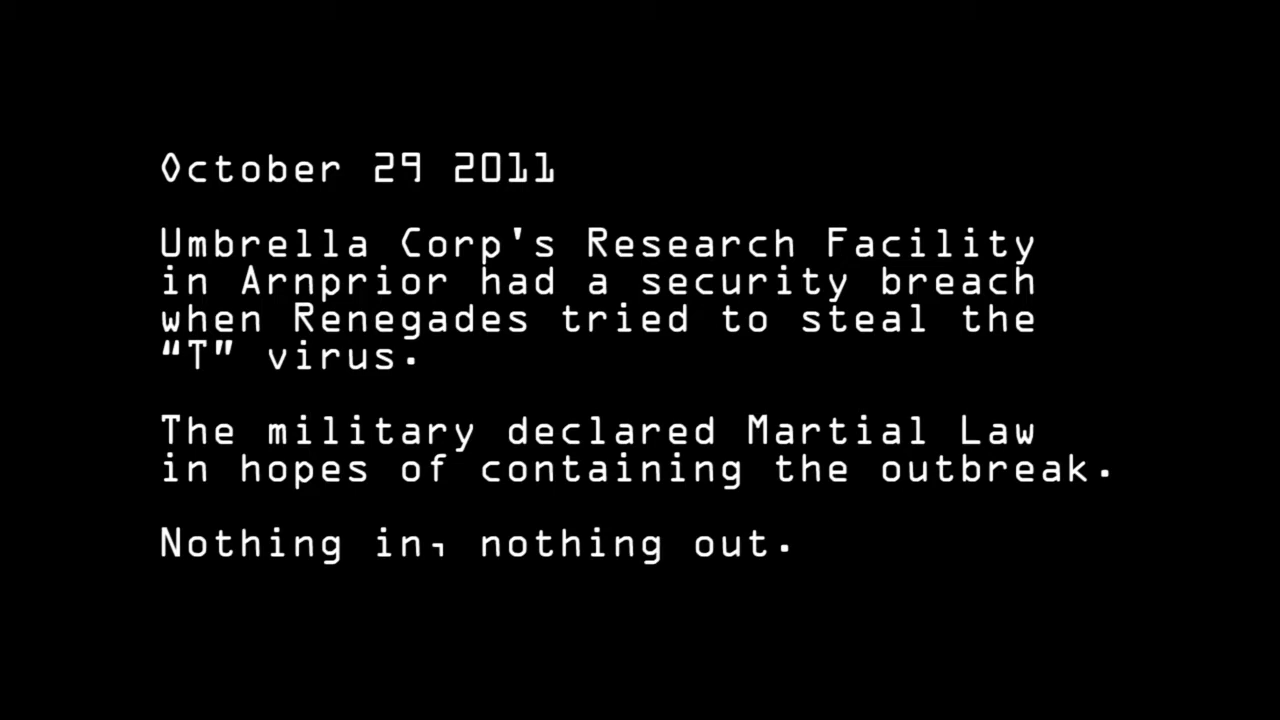 October 29 2011
Umbrella Corp's Research Facility
in Arnprior had a security breach
when Renegades tried to steal the
“T” virus.
The military declared Martial Law
in hopes of containing the outbreak.
Nothing in, nothing out.